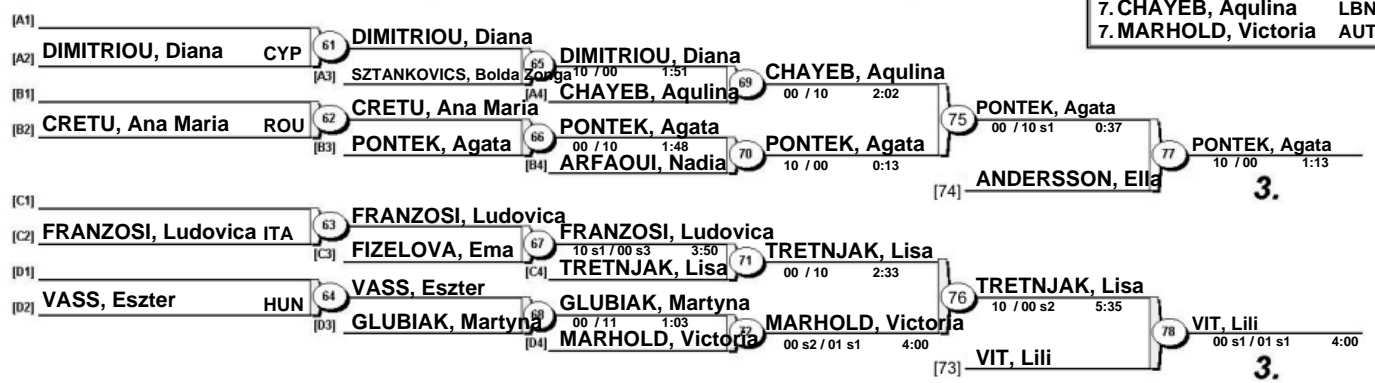 7. CHAYEB, Aqulina LBN
7. MARHOLD, Victoria AUT
[A1]
[A2] DIMITRIOU, Diana CYP
61 DIMITRIOU, Diana
[A3] SZTANKOVICS, Bolda Zonga
65 DIMITRIOU, Diana
10 / 00 1:51
[A4] CHAYEB, Aqulina
69 CHAYEB, Aqulina
00 / 10 2:02
[B1]
[B2] CRETU, Ana Maria ROU
62 CRETU, Ana Maria
[B3] PONTEK, Agata
66 PONTEK, Agata
00 / 10 1:48
[B4] ARFAOUI, Nadia
70 PONTEK, Agata
10 / 00 0:13
75 PONTEK, Agata
00 / 10 s1 0:37
[74] ANDERSSON, Ella
77 PONTEK, Agata
10 / 00 1:13
3.
[C1]
[C2] FRANZOSI, Ludovica ITA
63 FRANZOSI, Ludovica
[C3] FIZELOVA, Ema
67 FRANZOSI, Ludovica
10 s1 / 00 s3 3:50
[C4] TRETNJAK, Lisa
71 TRETNJAK, Lisa
00 / 10 2:33
[D1]
[D2] VASS, Eszter HUN
64 VASS, Eszter
[D3] GLUBIAK, Martyna
68 GLUBIAK, Martyna
00 / 11 1:03
[D4] MARHOLD, Victoria
72 MARHOLD, Victoria
00 s2 / 01 s1 4:00
76 TRETNJAK, Lisa
10 / 00 s2 5:35
[73] VIT, Lili
78 VIT, Lili
00 s1 / 01 s1 4:00
3.